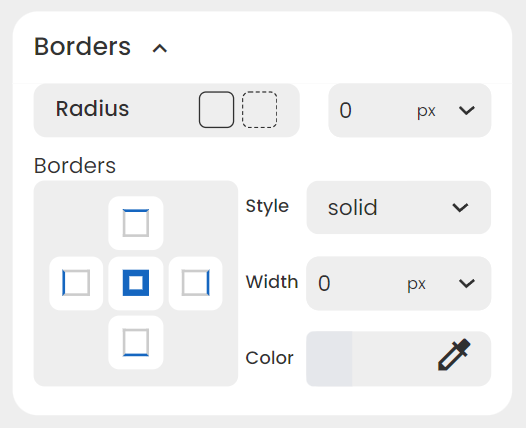 Borders
Radius 0 px
Borders
Style solid
Width 0 px
Color